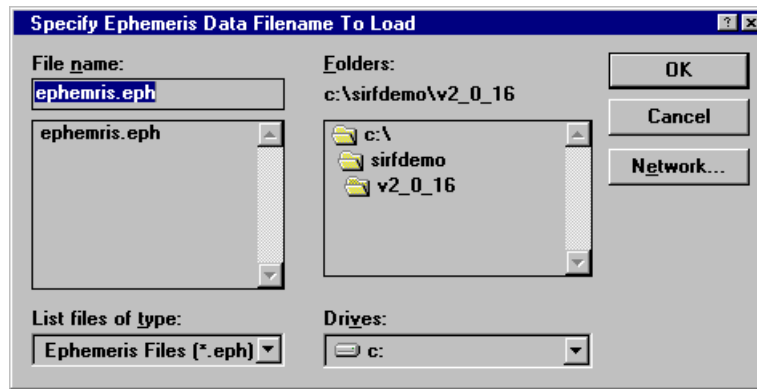 Specify Ephemeris Data Filename To Load
File name:
ephemris.eph
ephemris.eph
Folders:
c:\sirfdemo\v2_0_16
c:\
sirfdemo
v2_0_16
OK
Cancel
Network...
List files of type:
Ephemeris Files (*.eph)
Drives:
c: